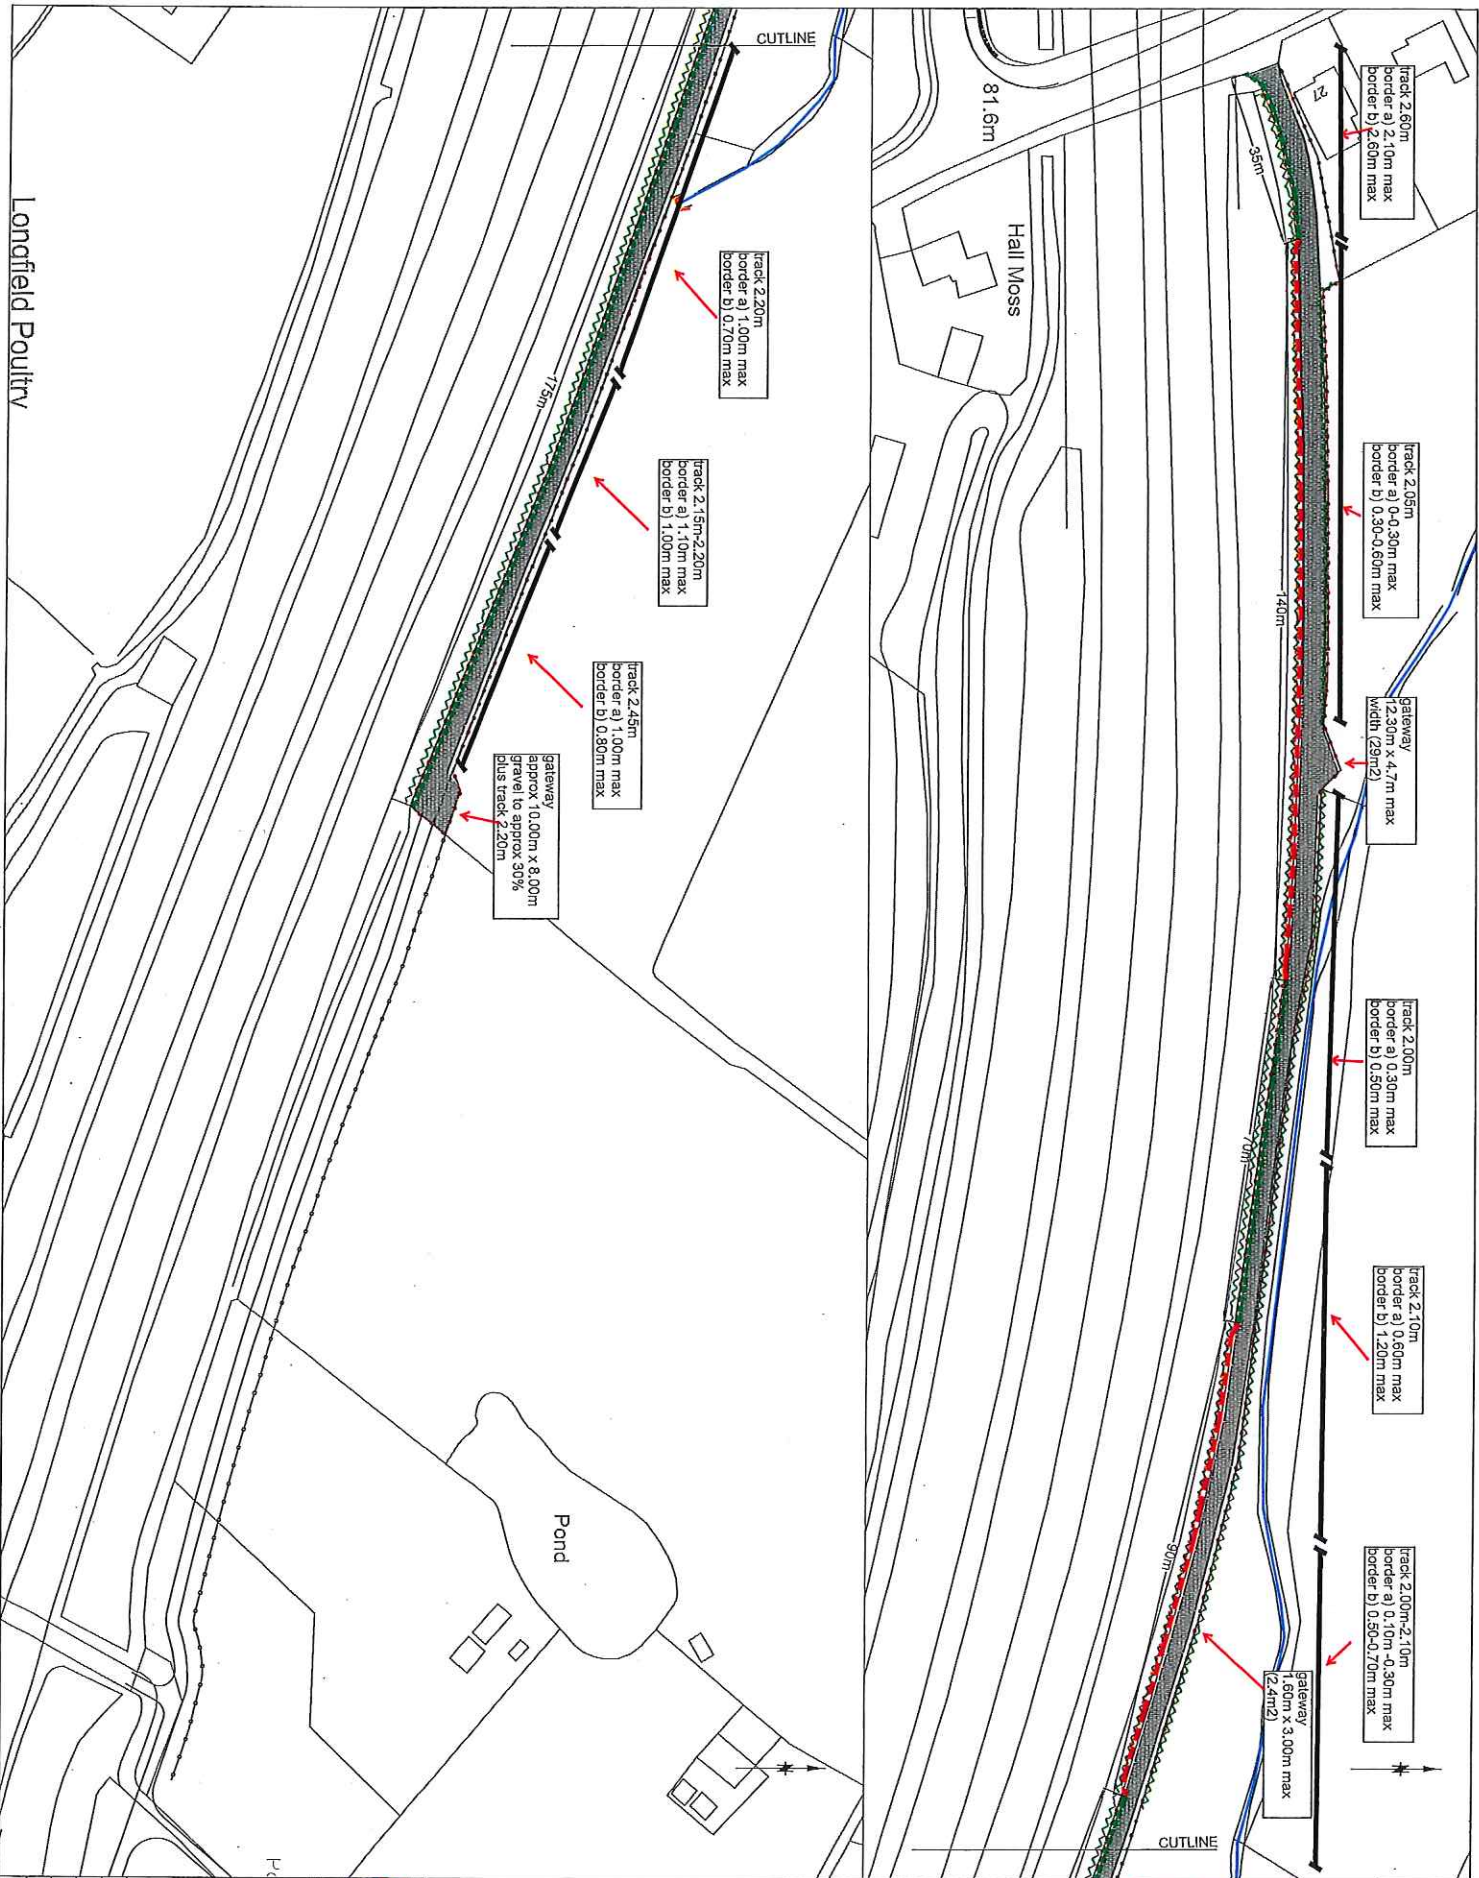 track 2.60m
border a) 2.10m max
border b) 2.60m max
track 2.05m
border a) 0-0.30m max
border b) 0.30-0.60m max
gateway
12.30m x 4.7m max
width (29m2)
track 2.00m
border a) 0.30m max
border b) 0.50m max
track 2.10m
border a) 0.60m max
border b) 1.20m max
track 2.00m-2.10m
border a) 0.10m -0.30m max
border b) 0.50-0.70m max
gateway
1.60m x 3.00m max
(2.4m2)
27
35m
140m
70m
90m
81.6m
Hall Moss
CUTLINE
CUTLINE
track 2.20m
border a) 1.00m max
border b) 0.70m max
track 2.15m-2.20m
border a) 1.10m max
border b) 1.00m max
track 2.45m
border a) 1.00m max
border b) 0.80m max
gateway
approx 10.00m x 8.00m
gravel to approx 30%
plus track 2.20m
175m
Pond
Longfield Poultry